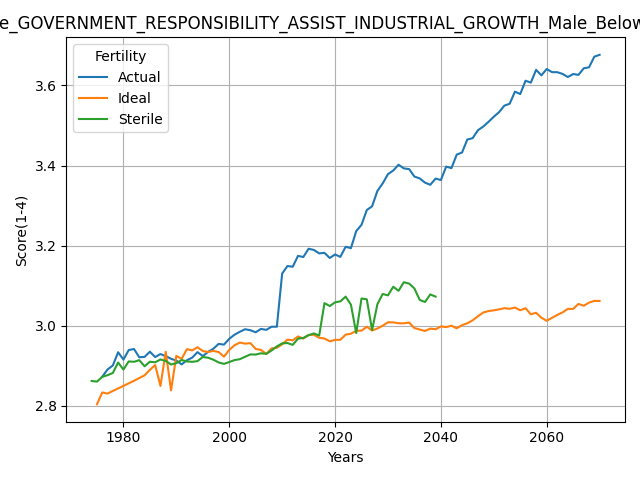 e_GOVERNMENT_RESPONSIBILITY_ASSIST_INDUSTRIAL_GROWTH_Male_Below
Fertility
Actual
Ideal
Sterile
Score(1-4)
3.6
3.4
3.2
3.0
2.8
1980 2000 2020 2040 2060
Years